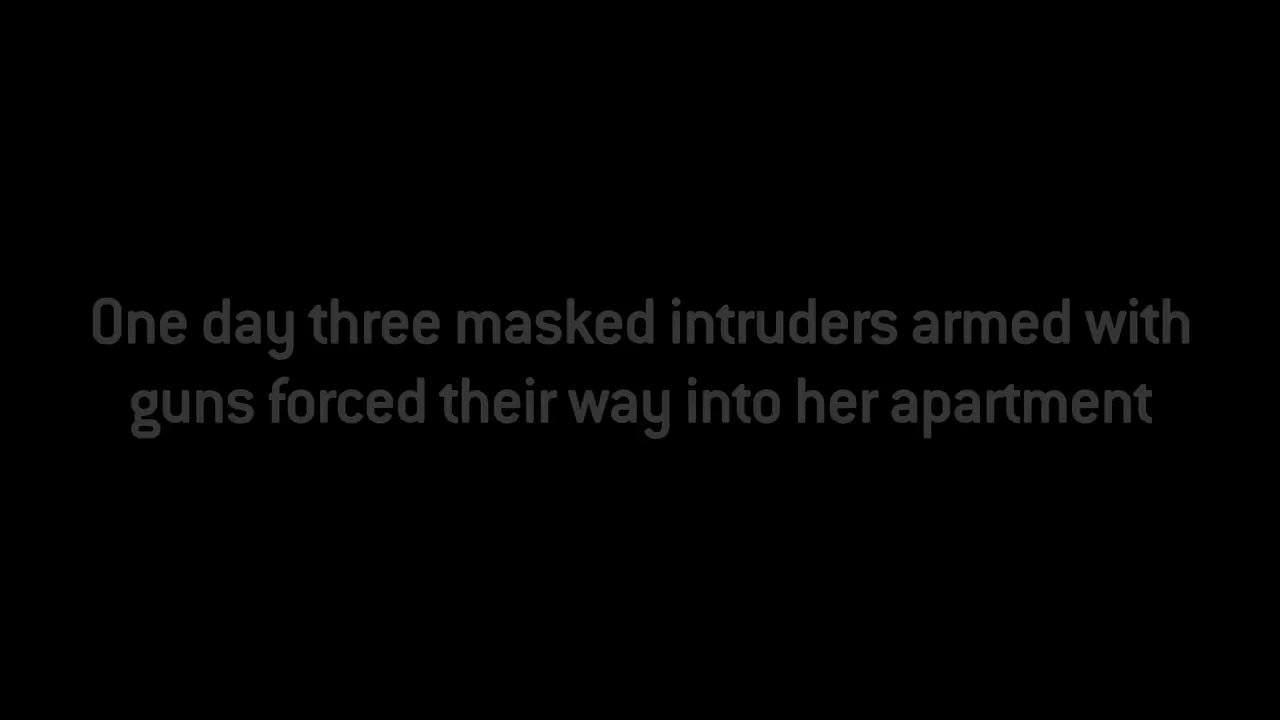 One day three masked intruders armed with
guns forced their way into her apartment